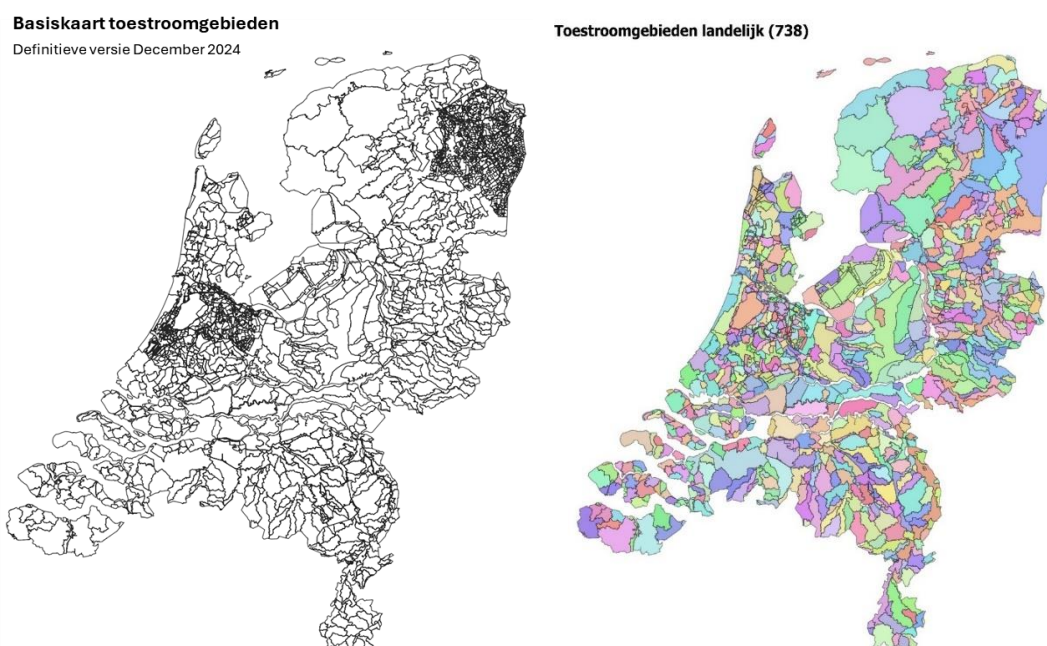 Basiskaart toestroomgebieden
Definitieve versie December 2024
Toestroomgebieden landelijk (738)